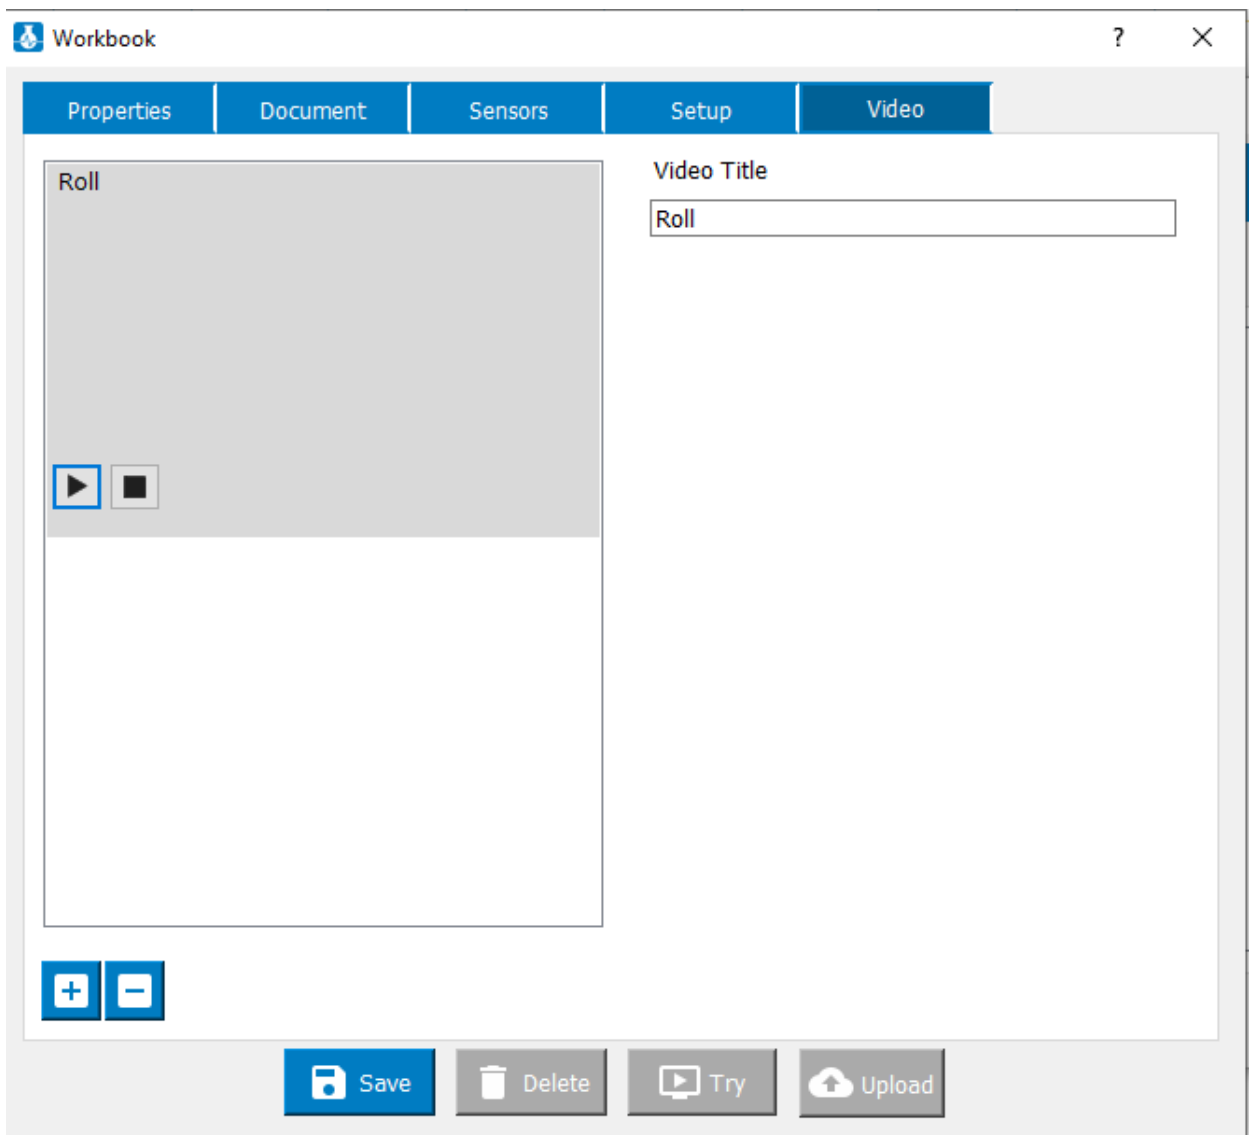 Workbook
?
Properties
Document
Sensors
Setup
Video
Roll
Video Title
Roll
Save
Delete
Try
Upload